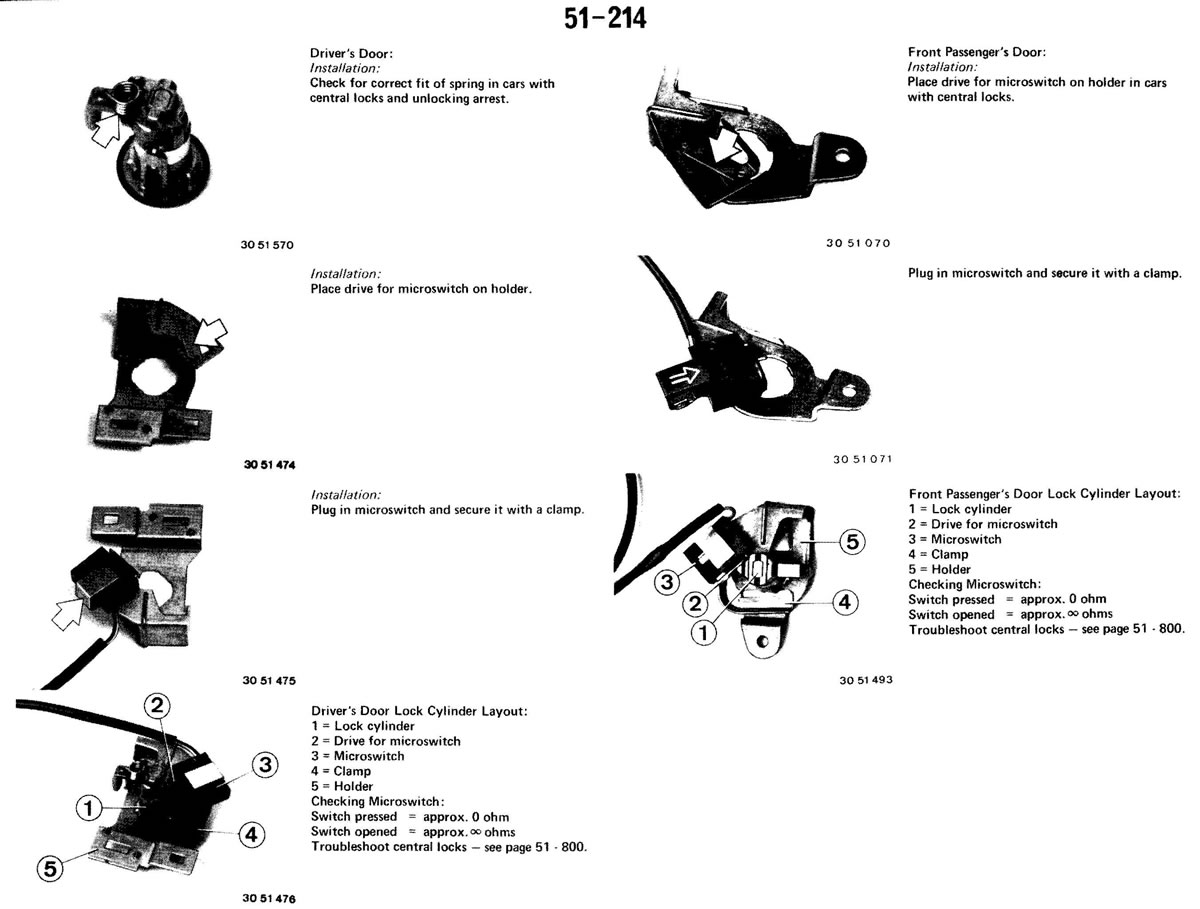 51-214
Driver's Door:
Installation:
Check for correct fit of spring in cars with
central locks and unlocking arrest.
30 51 570
Installation:
Place drive for microswitch on holder.
30 51 474
Installation:
Plug in microswitch and secure it with a clamp.
30 51 475
2
3
1
4
5
Driver's Door Lock Cylinder Layout:
1 = Lock cylinder
2 = Drive for microswitch
3 = Microswitch
4 = Clamp
5 = Holder
Checking Microswitch:
Switch pressed = approx. 0 ohm
Switch opened = approx. ∞ ohms
Troubleshoot central locks — see page 51 - 800.
30 51 476
Front Passenger's Door:
Installation:
Place drive for microswitch on holder in cars
with central locks.
30 51 070
Plug in microswitch and secure it with a clamp.
30 51 071
5
3
2
4
1
Front Passenger's Door Lock Cylinder Layout:
1 = Lock cylinder
2 = Drive for microswitch
3 = Microswitch
4 = Clamp
5 = Holder
Checking Microswitch:
Switch pressed = approx. 0 ohm
Switch opened = approx. ∞ ohms
Troubleshoot central locks — see page 51 - 800.
30 51 493